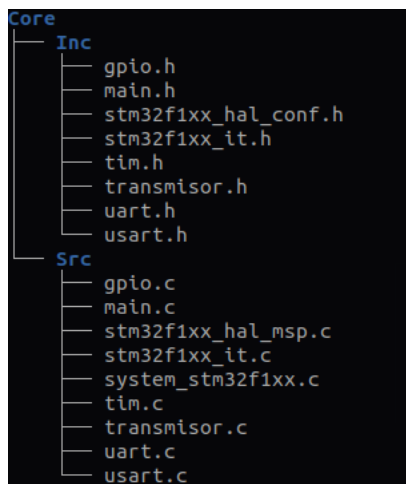 Core
Inc
gpio.h
main.h
stm32f1xx_hal_conf.h
stm32f1xx_it.h
tim.h
transmisor.h
uart.h
usart.h
Src
gpio.c
main.c
stm32f1xx_hal_msp.c
stm32f1xx_it.c
system_stm32f1xx.c
tim.c
transmisor.c
uart.c
usart.c